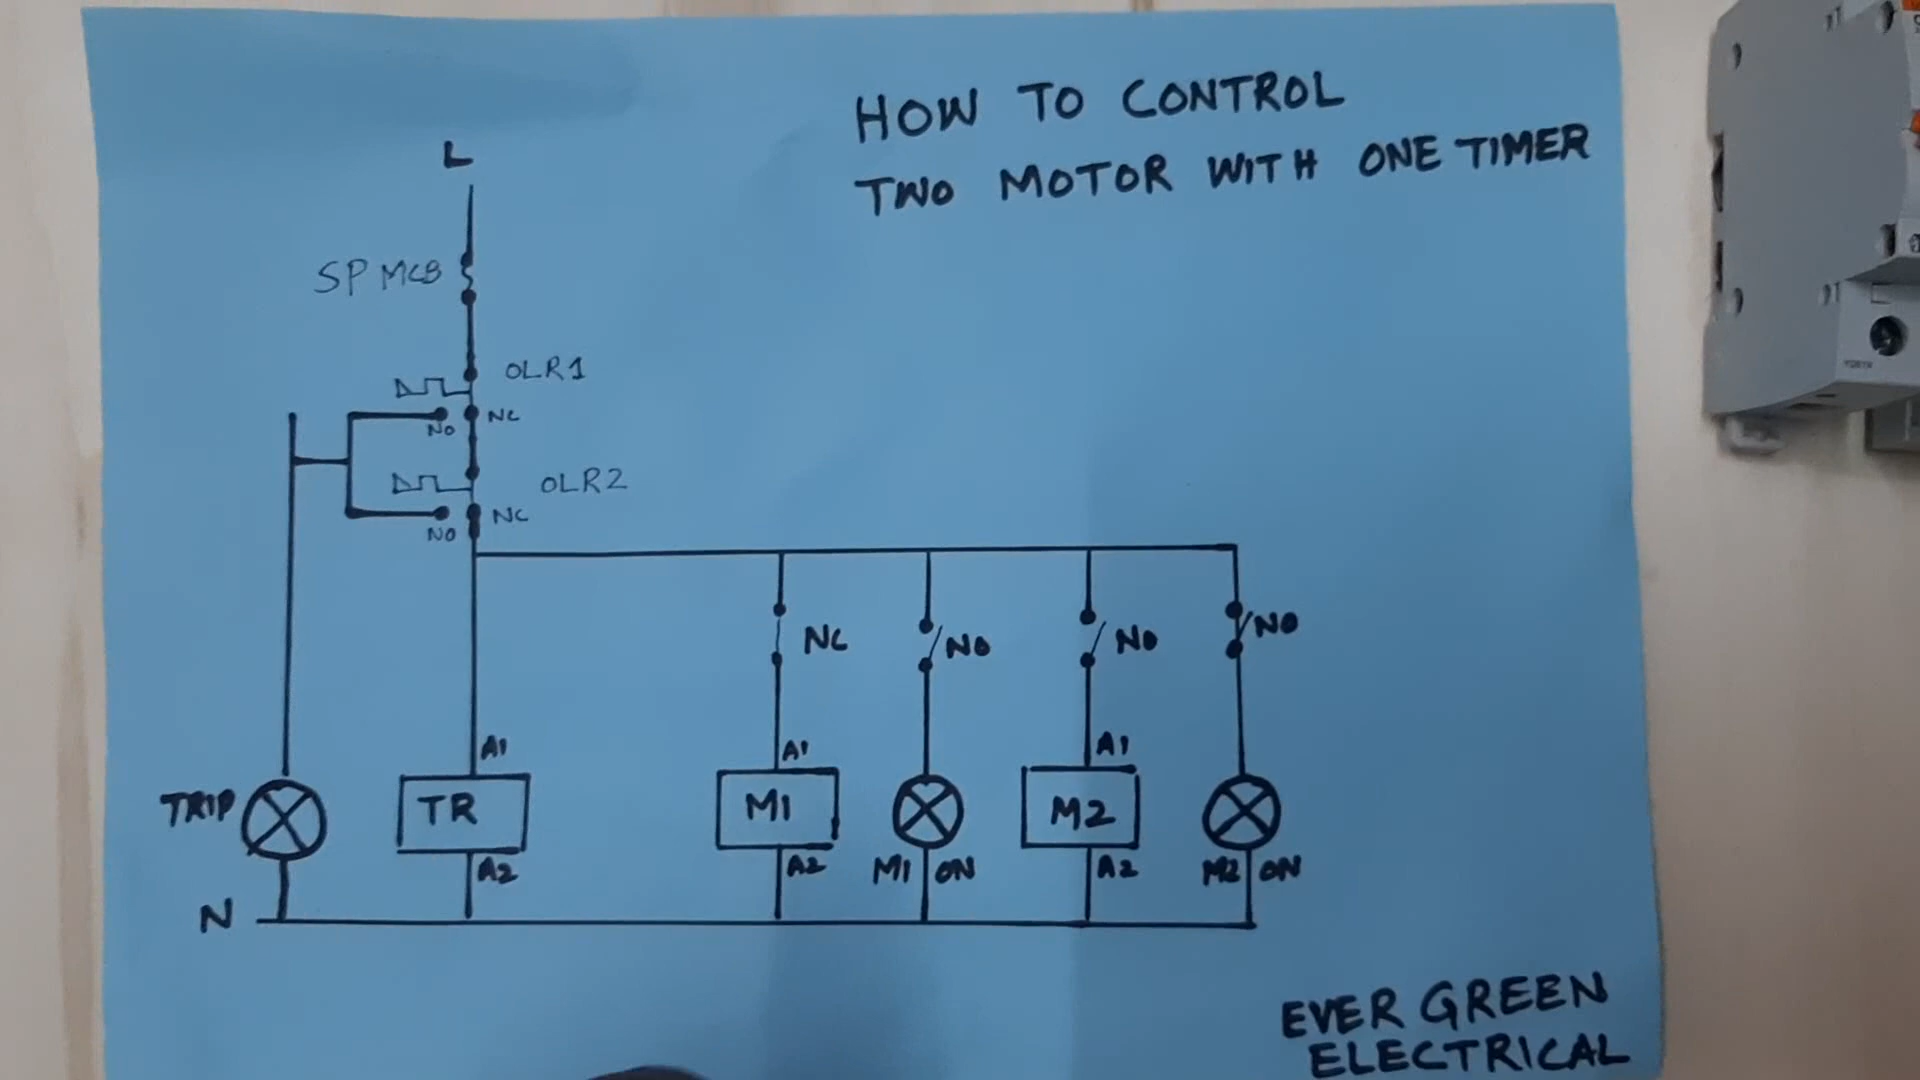 HOW TO CONTROL
TWO MOTOR WITH ONE TIMER
L
SP MCB
OLR1
NO
NC
OLR2
NO
NC
NC
NO
NO
NO
A1
A1
A1
TRIP
TR
M1
M2
A2
A2
M1 ON
A2
M2 ON
N
EVER GREEN
ELECTRICAL